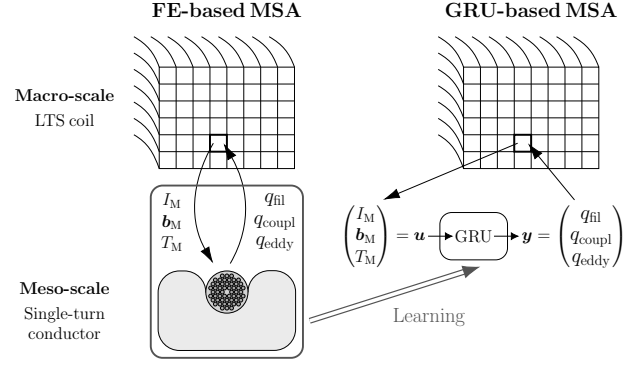 FE-based MSA
GRU-based MSA
Macro-scale
LTS coil
I_M
b_M
T_M
q_fil
q_coupl
q_eddy
(I_M
b_M
T_M) = u → GRU → y = (q_fil
q_coupl
q_eddy)
Meso-scale
Single-turn
conductor
Learning